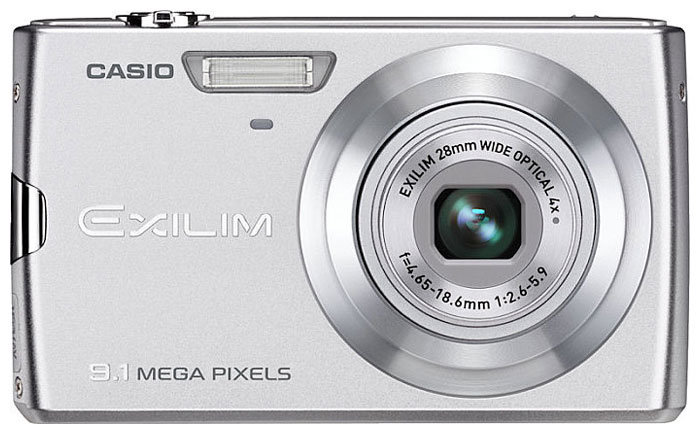 CASIO
EXILIM 28mm WIDE OPTICAL 4x
EXILIM
f=4.65-18.6mm 1:2.6-5.9
9.1 MEGA PIXELS